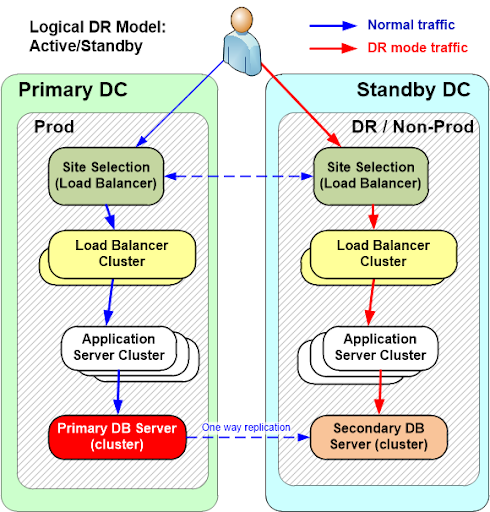 Logical DR Model:
Active/Standby
Normal traffic
DR mode traffic
Primary DC
Standby DC
Prod
DR / Non-Prod
Site Selection
(Load Balancer)
Site Selection
(Load Balancer)
Load Balancer
Cluster
Load Balancer
Cluster
Application
Server Cluster
Application
Server Cluster
Primary DB Server
(cluster)
One way replication
Secondary DB
Server (cluster)